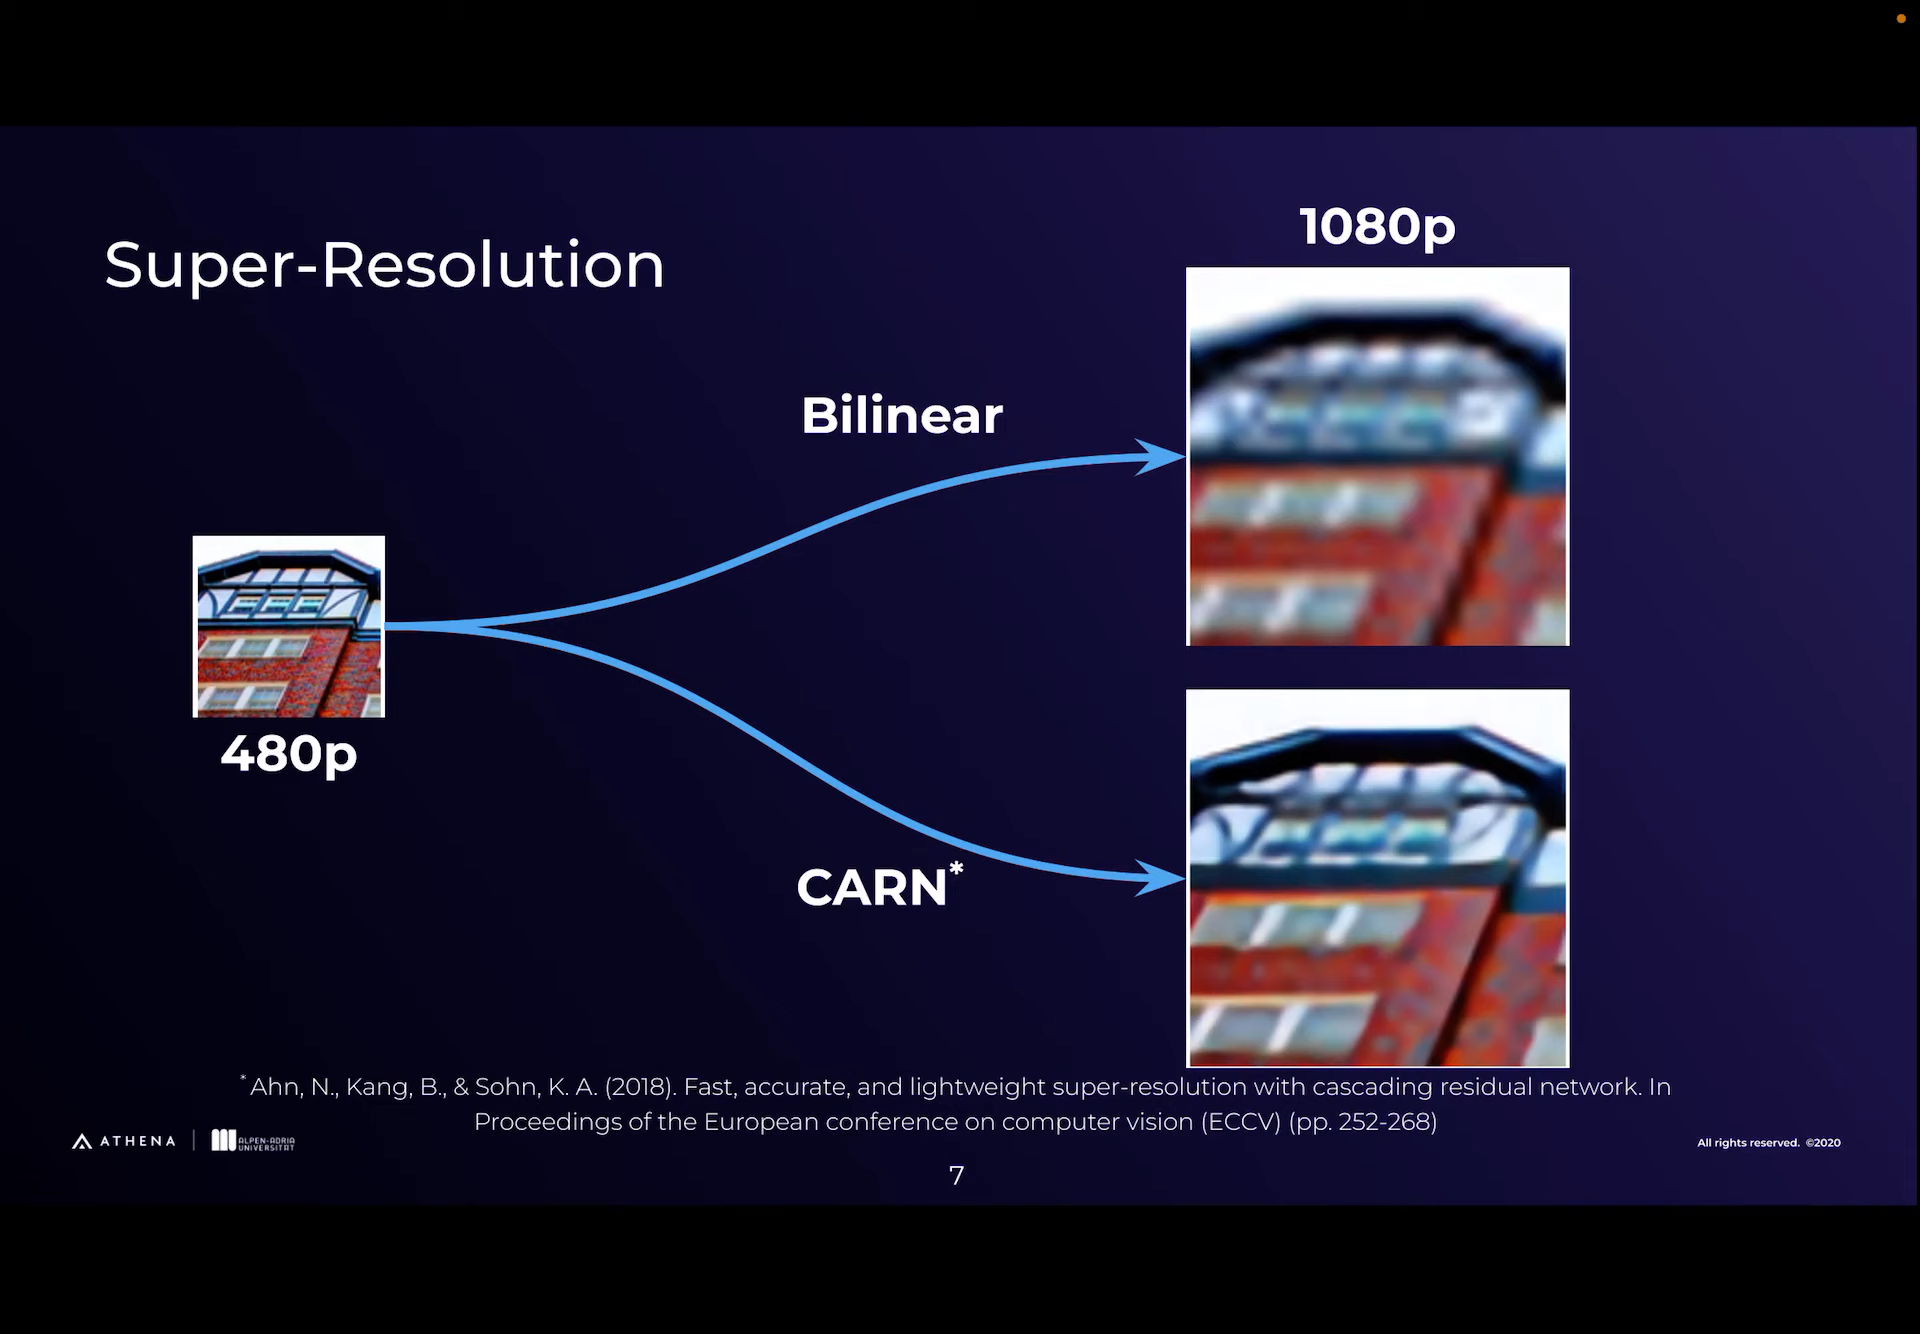 Super-Resolution
1080p
Bilinear
480p
CARN*
* Ahn, N., Kang, B., & Sohn, K. A. (2018). Fast, accurate, and lightweight super-resolution with cascading residual network. In
Proceedings of the European conference on computer vision (ECCV) (pp. 252-268)
ATHENA
ALPEN-ADRIA
UNIVERSITÄT
All rights reserved. ©2020
7